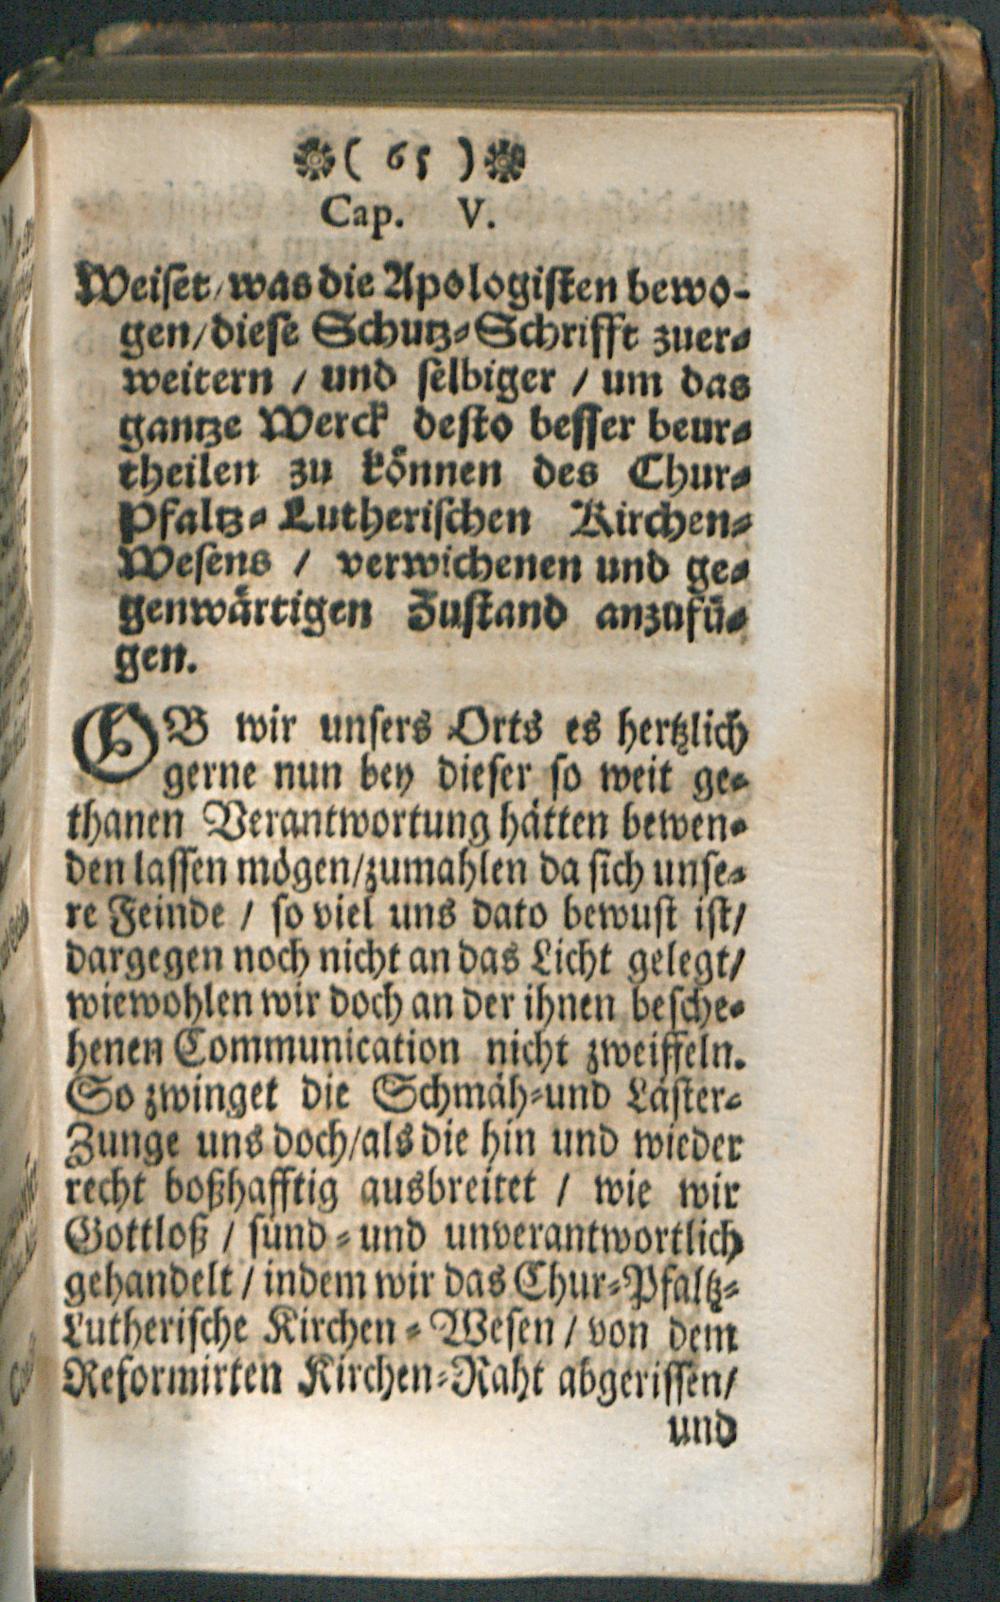 ( 65 )
Cap. V.
Weiset/ was die Apologisten bewo-
gen/ diese Schutz-Schrifft zuer-
weitern / und selbiger / um das
gantze Werck desto besser beur-
theilen zu können des Chur-
Pfaltz-Lutherischen Kirchen-
Wesens / verwichenen und ge-
genwärtigen Zustand anzufü-
gen.
OB wir unsers Orts es hertzlich
gerne nun bey dieser so weit ge-
thanen Verantwortung hätten bewen-
den lassen mögen/zumahlen da sich unse-
re Feinde / so viel uns dato bewust ist/
dargegen noch nicht an das Licht gelegt/
wiewohlen wir doch an der ihnen besche-
henen Communication nicht zweiffeln.
So zwinget die Schmäh-und Läster-
Zunge uns doch/als die hin und wieder
recht boßhafftig ausbreitet / wie wir
Gottloß / sünd-und unverantwortlich
gehandelt / indem wir das Chur-Pfaltz-
Lutherische Kirchen-Wesen / von dem
Reformirten Kirchen-Raht abgerissen/
und